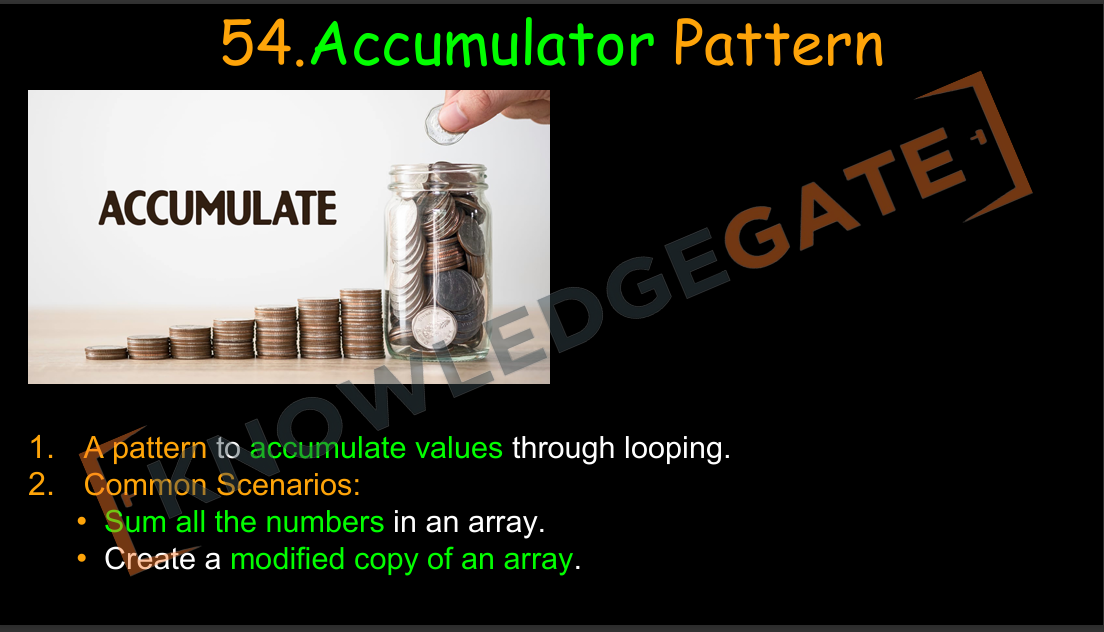 54.Accumulator Pattern
ACCUMULATE
KNOWLEDGEGATE
1. A pattern to accumulate values through looping.
2. Common Scenarios:
• Sum all the numbers in an array.
• Create a modified copy of an array.